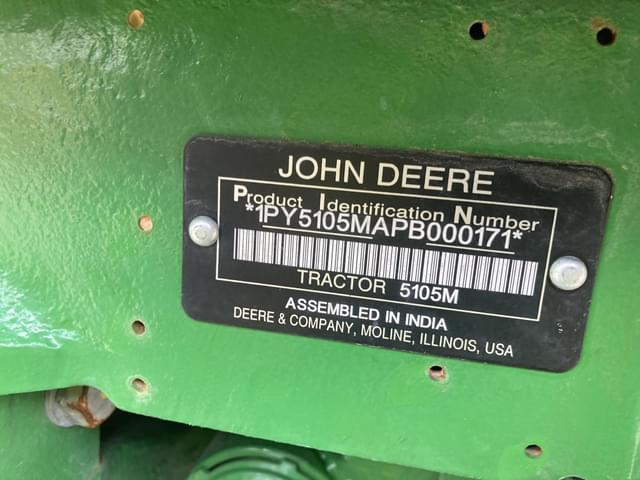 JOHN DEERE
Product Identification Number
*1PY5105MAPB000171*
TRACTOR 5105M
ASSEMBLED IN INDIA
DEERE & COMPANY, MOLINE, ILLINOIS, USA